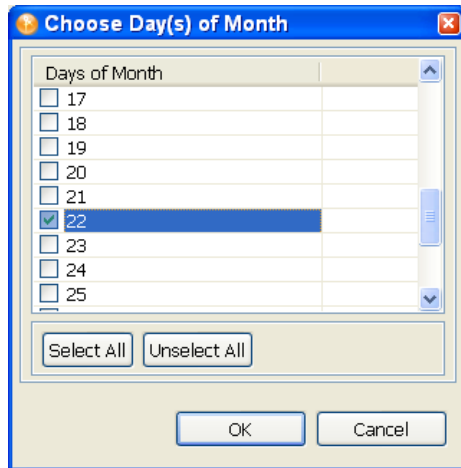 Choose Day(s) of Month
Days of Month
17
18
19
20
21
22
23
24
25
Select All Unselect All
OK Cancel